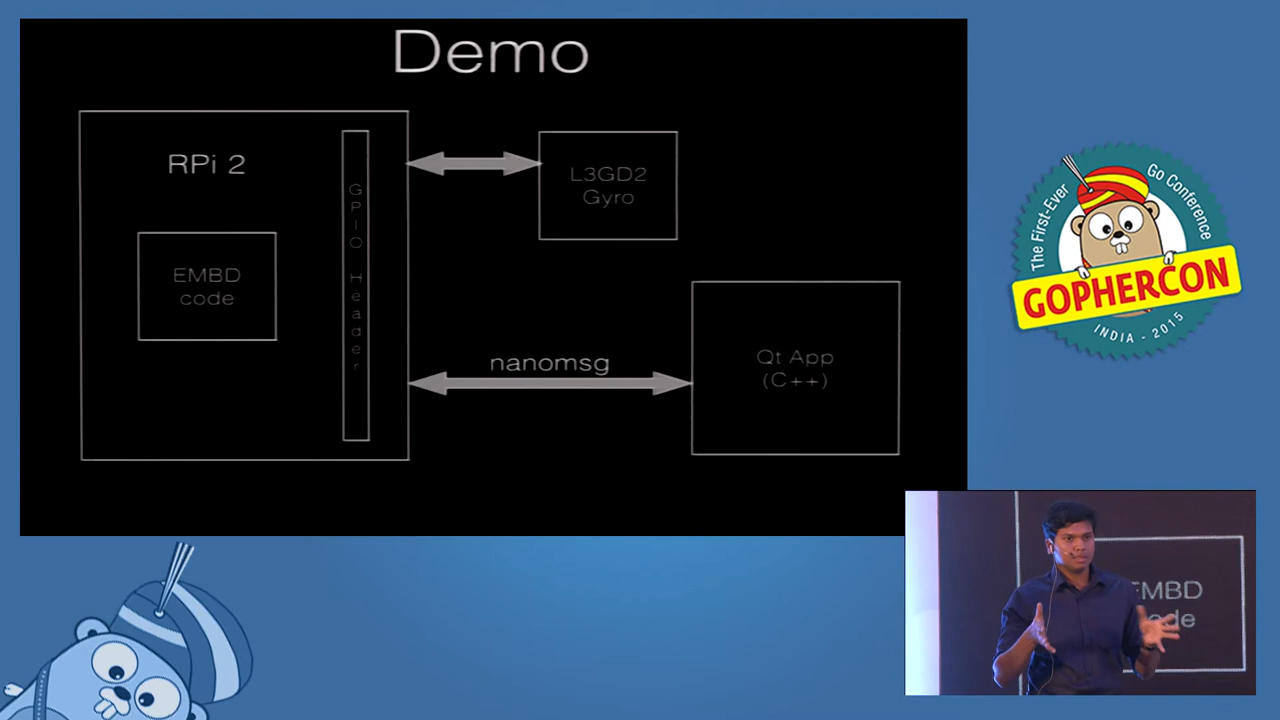 Demo
RPi 2
GPIO Header
EMBD
code
L3GD2
Gyro
nanomsg
Qt App
(C++)
The First-Ever
Go Conference
GOPHERCON
INDIA - 2015
EMBD
code